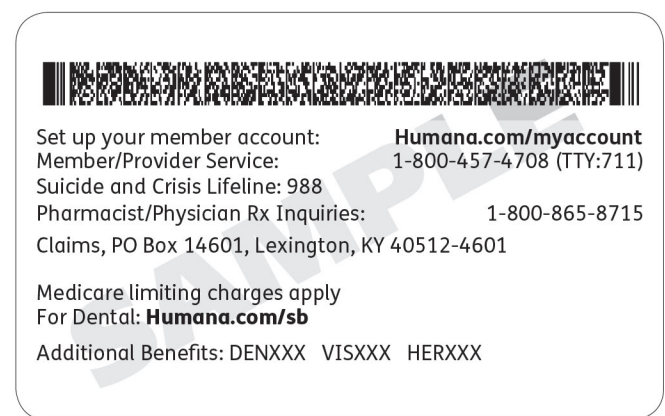 Set up your member account: Humana.com/myaccount
Member/Provider Service: 1-800-457-4708 (TTY:711)
Suicide and Crisis Lifeline: 988
Pharmacist/Physician Rx Inquiries: 1-800-865-8715
Claims, PO Box 14601, Lexington, KY 40512-4601
Medicare limiting charges apply
For Dental: Humana.com/sb
Additional Benefits: DENXXX VISXXX HERXXX
SAMPLE